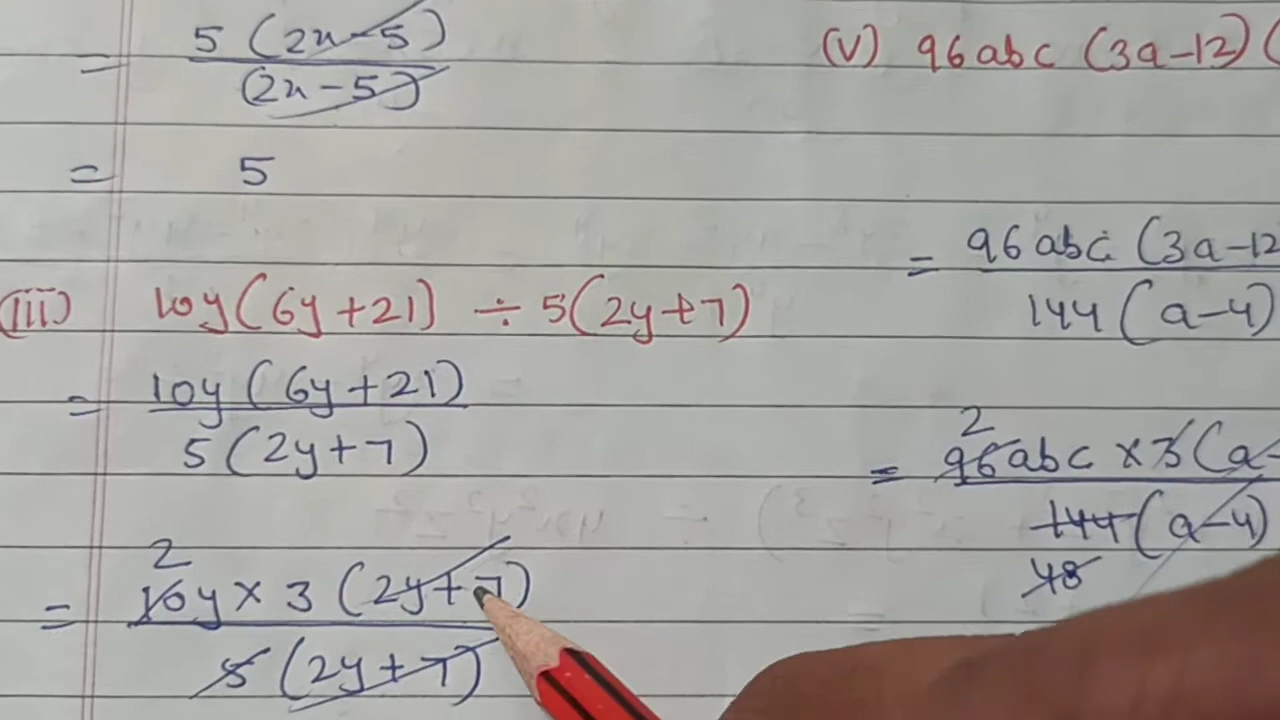 = 5 (2x-5) / (2x-5)
= 5
(iii) 10y(6y+21) ÷ 5(2y+7)
= 10y (6y+21) / 5 (2y+7)
= 2 10y × 3 (2y+7) / 5 (2y+7)
(V) 96abc (3a-12) (
= 96abc (3a-12 / 144 (a-4)
= 2 96abc × 3 (a- / 144 (a-4) 48